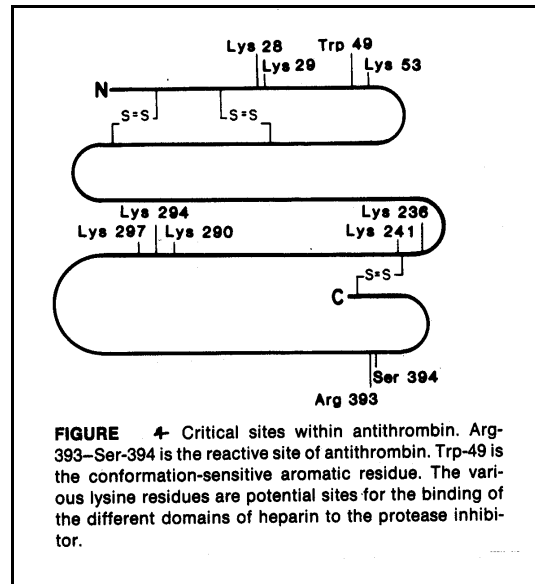 Lys 28 Trp 49
Lys 29 Lys 53
N
S=S S=S
Lys 294 Lys 236
Lys 297 Lys 290 Lys 241
S=S
C
Ser 394
Arg 393
FIGURE 4 Critical sites within antithrombin. Arg-
393–Ser-394 is the reactive site of antithrombin. Trp-49 is
the conformation-sensitive aromatic residue. The vari-
ous lysine residues are potential sites for the binding of
the different domains of heparin to the protease inhibi-
tor.